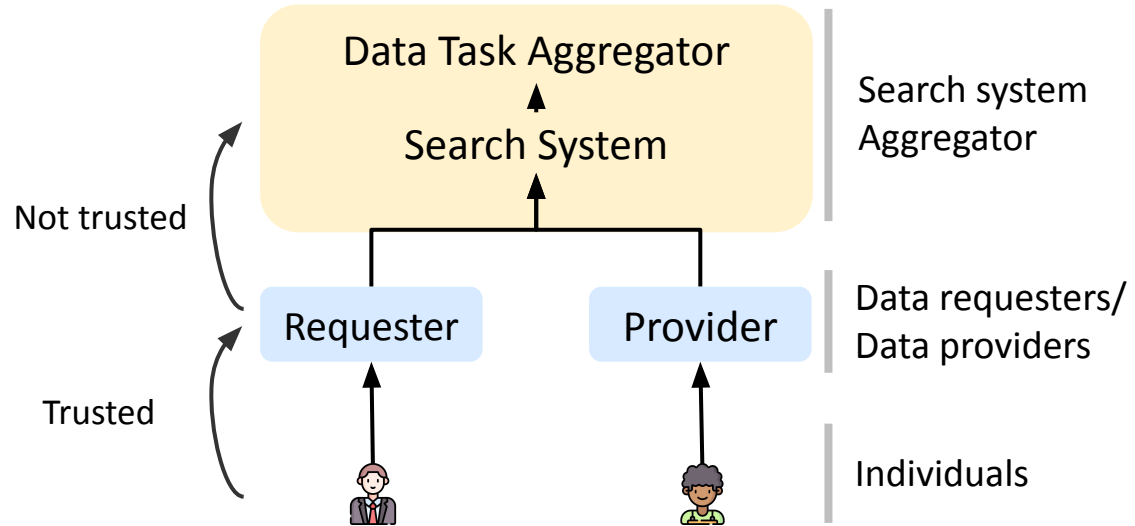 Data Task Aggregator
Search System
Search system
Aggregator
Not trusted
Requester
Provider
Data requesters/
Data providers
Trusted
Individuals